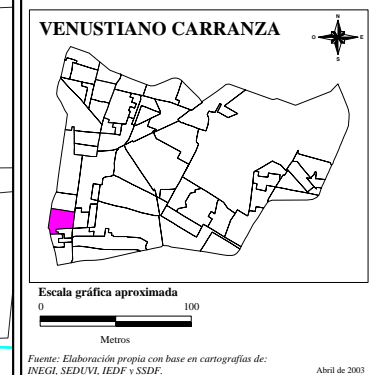 VENUSTIANO CARRANZA
N
O E
S
Escala gráfica aproximada
0 100
Metros
Fuente: Elaboración propia con base en cartografías de:
INEGI, SEDUVI, IEDF y SSDF.
Abril de 2003